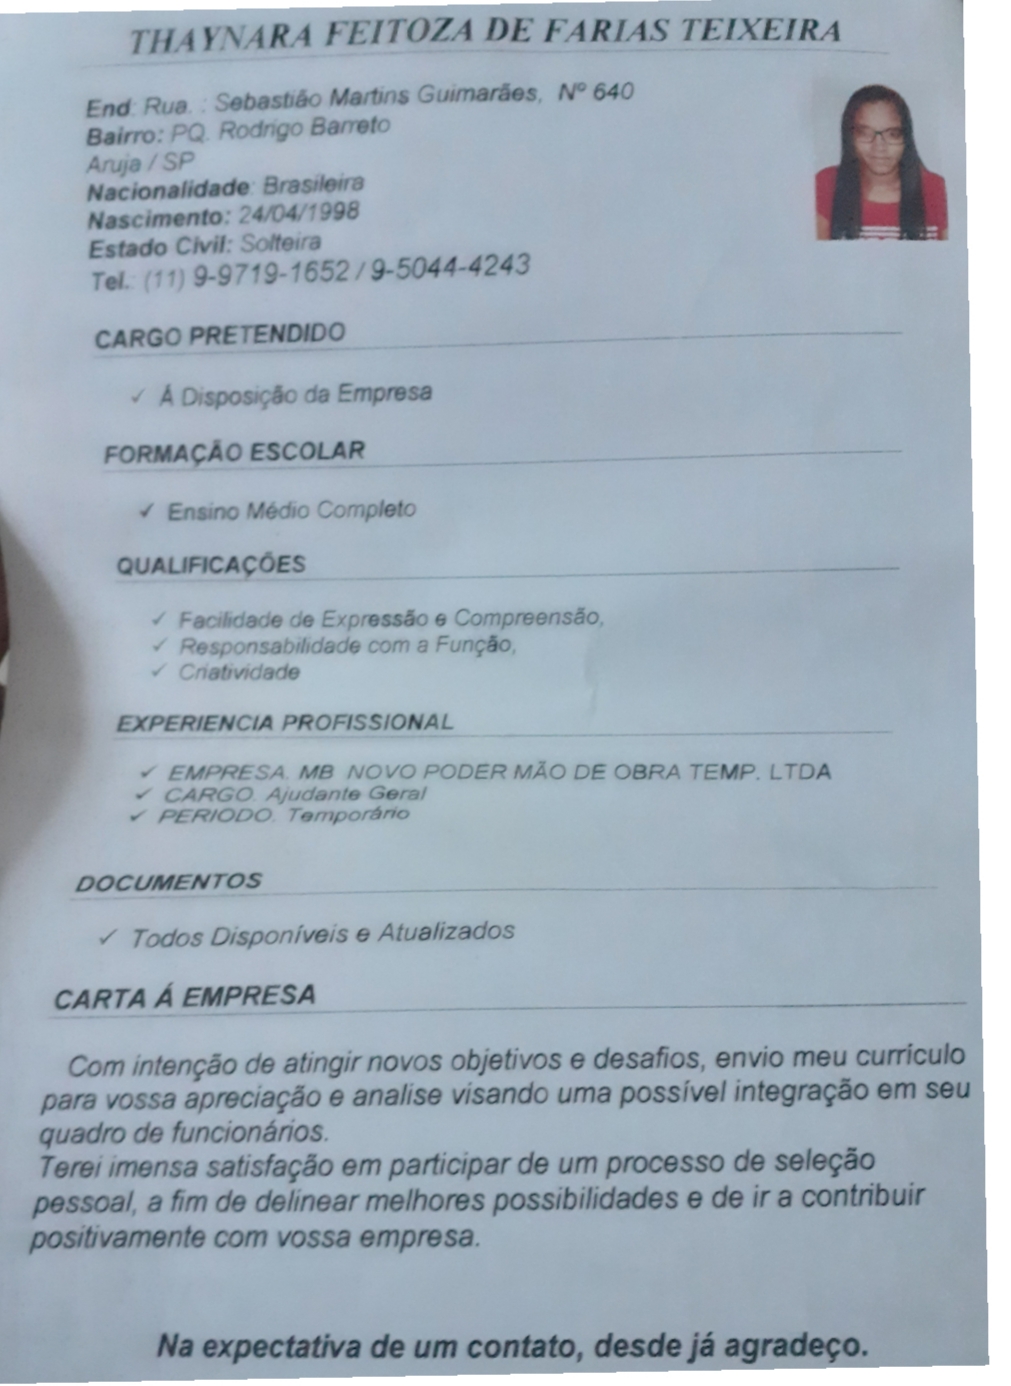 THAYNARA FEITOZA DE FARIAS TEIXEIRA
End: Rua. : Sebastião Martins Guimarães, Nº 640
Bairro: PQ. Rodrigo Barreto
Aruja / SP
Nacionalidade: Brasileira
Nascimento: 24/04/1998
Estado Civil: Solteira
Tel.: (11) 9-9719-1652 / 9-5044-4243
CARGO PRETENDIDO
✓ Á Disposição da Empresa
FORMAÇÃO ESCOLAR
✓ Ensino Médio Completo
QUALIFICAÇÕES
✓ Facilidade de Expressão e Compreensão,
✓ Responsabilidade com a Função,
✓ Criatividade
EXPERIENCIA PROFISSIONAL
✓ EMPRESA. MB NOVO PODER MÃO DE OBRA TEMP. LTDA
✓ CARGO. Ajudante Geral
✓ PERIODO. Temporário
DOCUMENTOS
✓ Todos Disponíveis e Atualizados
CARTA Á EMPRESA
Com intenção de atingir novos objetivos e desafios, envio meu currículo
para vossa apreciação e analise visando uma possível integração em seu
quadro de funcionários.
Terei imensa satisfação em participar de um processo de seleção
pessoal, a fim de delinear melhores possibilidades e de ir a contribuir
positivamente com vossa empresa.
Na expectativa de um contato, desde já agradeço.